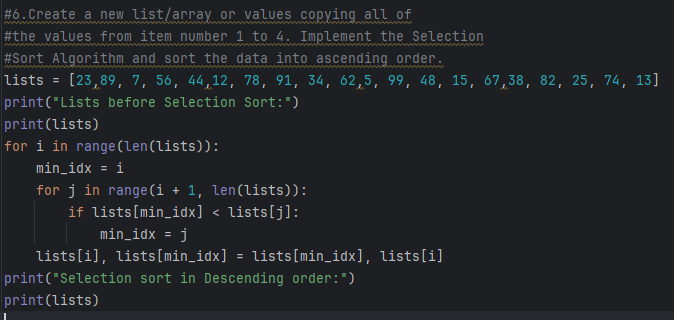 #6.Create a new list/array or values copying all of
#the values from item number 1 to 4. Implement the Selection
#Sort Algorithm and sort the data into ascending order.
lists = [23,89, 7, 56, 44,12, 78, 91, 34, 62,5, 99, 48, 15, 67,38, 82, 25, 74, 13]
print("Lists before Selection Sort:")
print(lists)
for i in range(len(lists)):
    min_idx = i
    for j in range(i + 1, len(lists)):
        if lists[min_idx] < lists[j]:
            min_idx = j
    lists[i], lists[min_idx] = lists[min_idx], lists[i]
print("Selection sort in Descending order:")
print(lists)